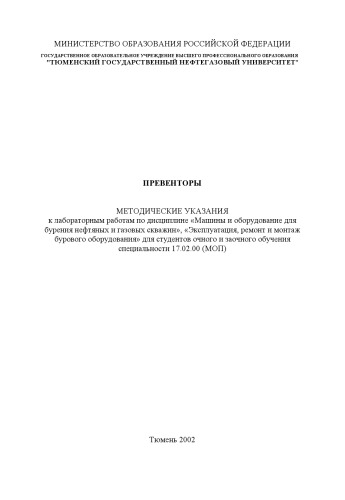 МИНИСТЕРСТВО ОБРАЗОВАНИЯ РОССИЙСКОЙ ФЕДЕРАЦИИ
ГОСУДАРСТВЕННОЕ ОБРАЗОВАТЕЛЬНОЕ УЧРЕЖДЕНИЕ ВЫСШЕГО ПРОФЕССИОНАЛЬНОГО ОБРАЗОВАНИЯ
"ТЮМЕНСКИЙ ГОСУДАРСТВЕННЫЙ НЕФТЕГАЗОВЫЙ УНИВЕРСИТЕТ"
ПРЕВЕНТОРЫ
МЕТОДИЧЕСКИЕ УКАЗАНИЯ
к лабораторным работам по дисциплине «Машины и оборудование для
бурения нефтяных и газовых скважин», «Эксплуатация, ремонт и монтаж
бурового оборудования» для студентов очного и заочного обучения
специальности 17.02.00 (МОП)
Тюмень 2002